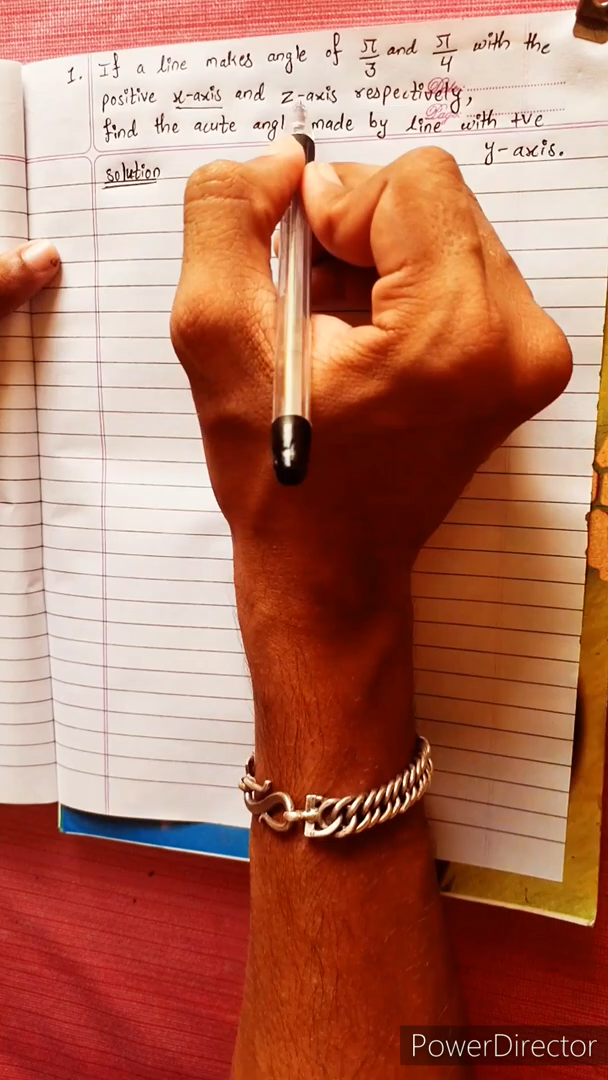 1. If a line makes angle of π/3 and π/4 with the
positive x-axis and z-axis respectively,
find the acute angl made by line with +ve
y-axis.
solution
PowerDirector